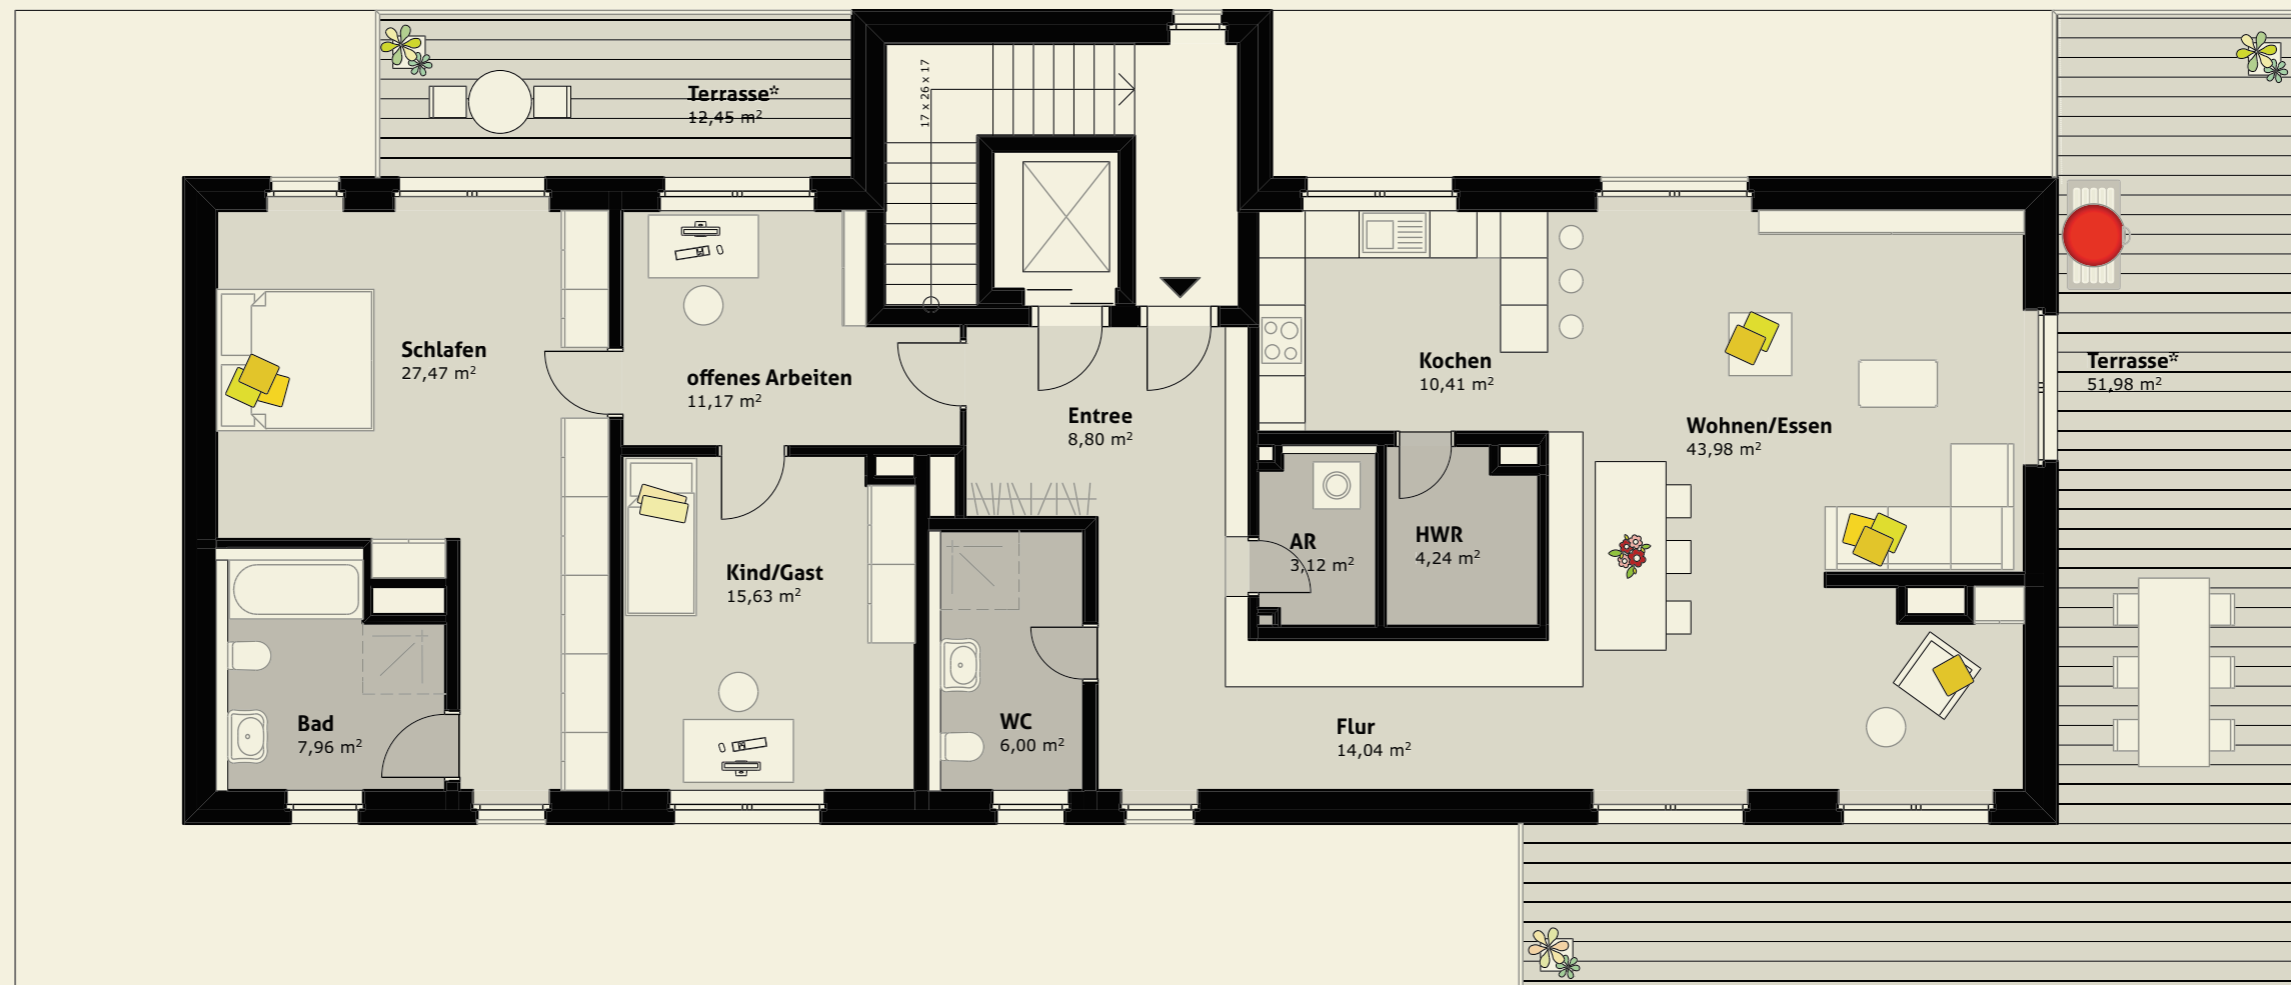 Terrasse*
12,45 m²
17 x 26 x 17
Schlafen
27,47 m²
offenes Arbeiten
11,17 m²
Entree
8,80 m²
Kochen
10,41 m²
Wohnen/Essen
43,98 m²
Terrasse*
51,98 m²
AR
3,12 m²
HWR
4,24 m²
Kind/Gast
15,63 m²
Bad
7,96 m²
WC
6,00 m²
Flur
14,04 m²